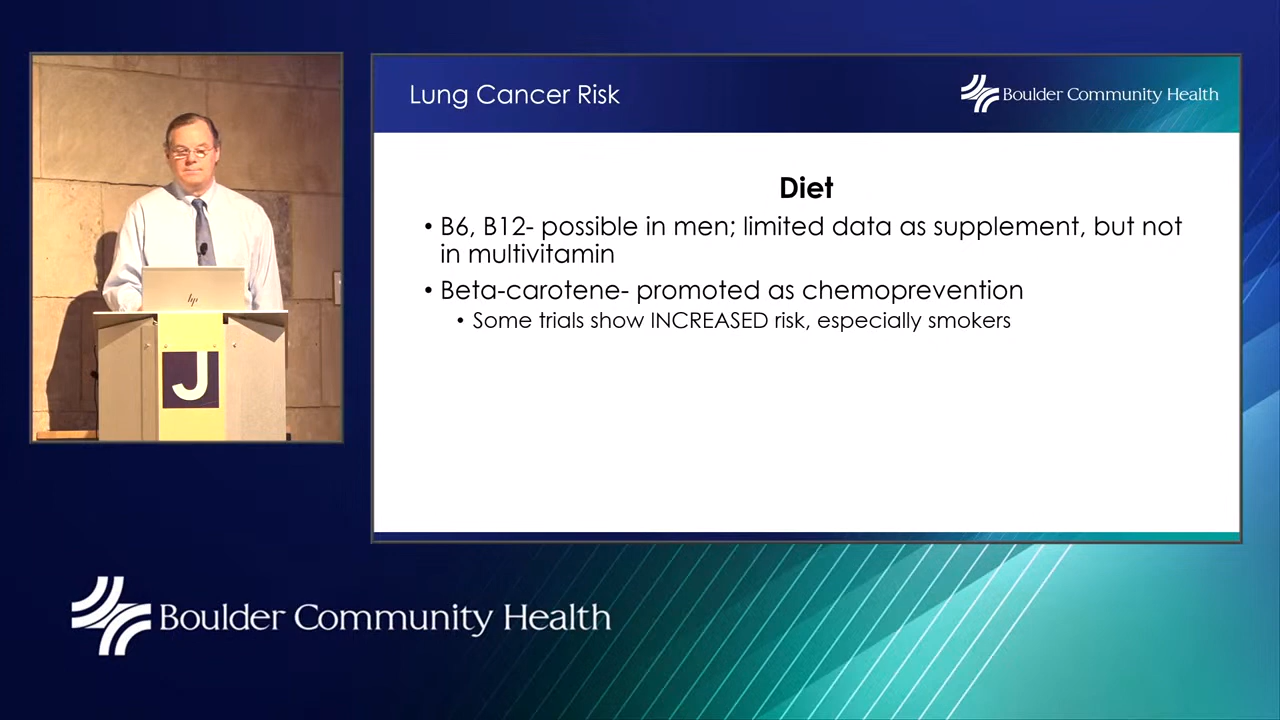 Lung Cancer Risk
Boulder Community Health
Diet
• B6, B12- possible in men; limited data as supplement, but not
in multivitamin
• Beta-carotene- promoted as chemoprevention
• Some trials show INCREASED risk, especially smokers
hp
J
Boulder Community Health